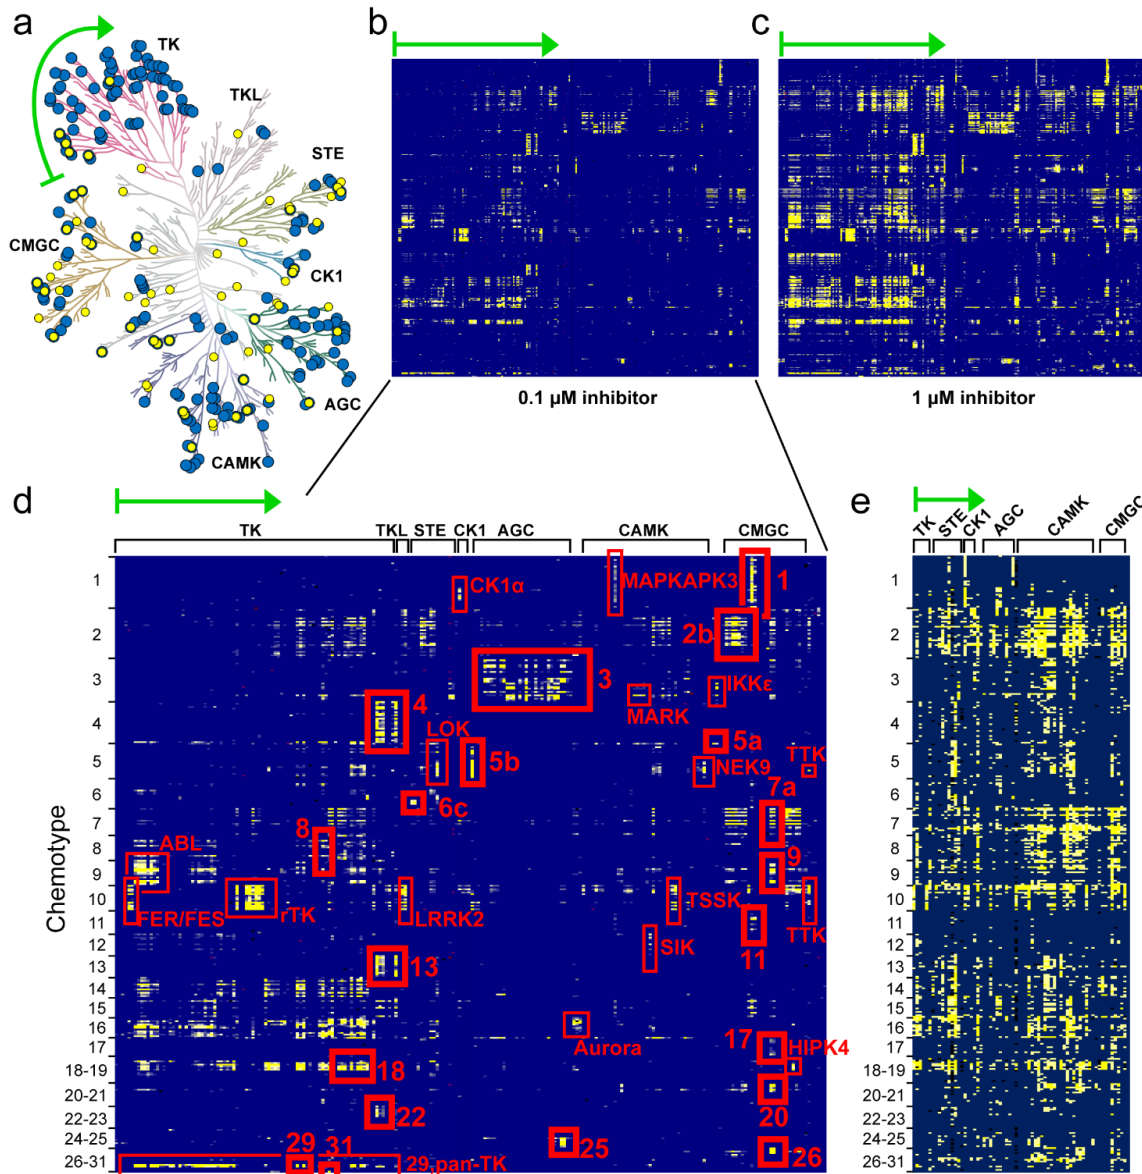 a
TK
TKL
STE
CMGC
CK1
AGC
CAMK
b
c
0.1 µM inhibitor
1 µM inhibitor
d
TK
TKL
STE
CK1
AGC
CAMK
CMGC
Chemotype
1
2
3
4
5
6
7
8
9
10
11
12
13
14
15
16
17
18-19
20-21
22-23
24-25
26-31
CK1α
MAPKAPK3
1
2b
3
IKKε
MARK
4
LOK
5b
5a
NEK9
TTK
6c
7a
8
ABL
9
FER/FES
rTK
LRRK2
TSSK
TTK
SIK
11
13
Aurora
17
HIPK4
18
20
22
25
26
29
31
29-pan-TK
e
TK
STE
CK1
AGC
CAMK
CMGC
1
2
3
4
5
6
7
8
9
10
11
12
13
14
15
16
17
18-19
20-21
22-23
24-25
26-31